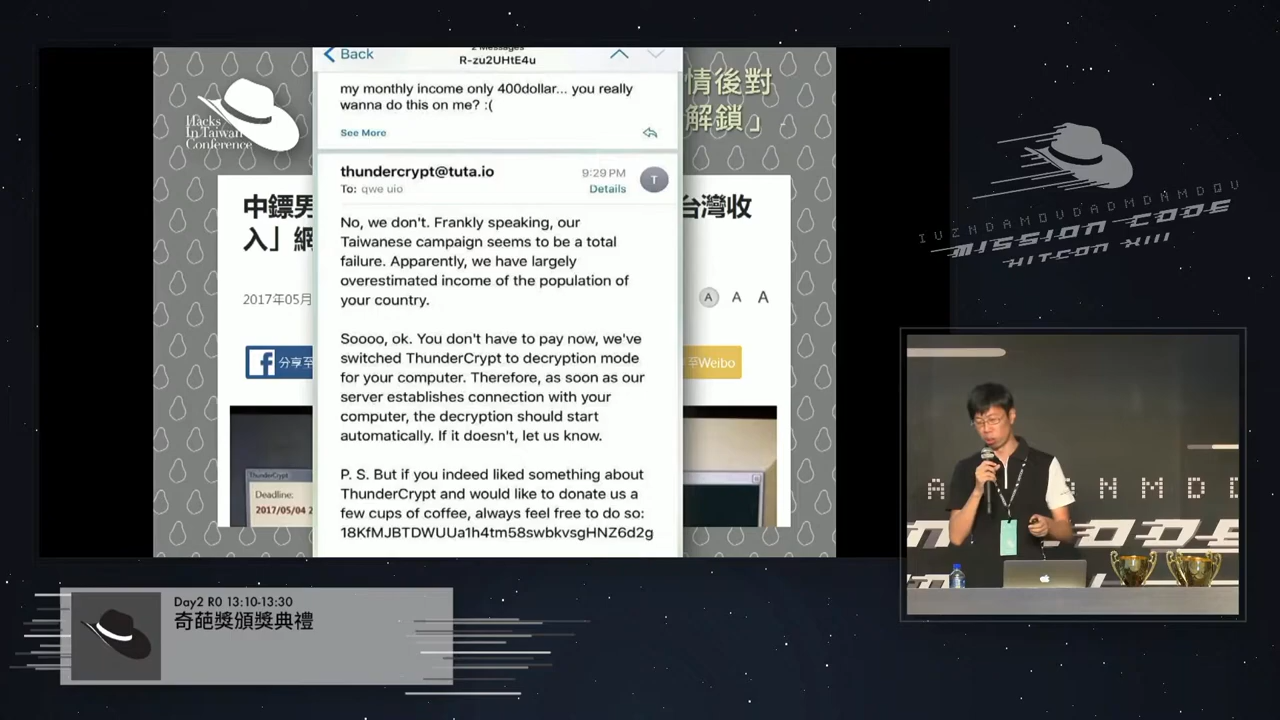 Back
2 Messages
R-zu2UHtE4u
my monthly income only 400dollar... you really
wanna do this on me? :(
See More
thundercrypt@tuta.io
9:29 PM
To: qwe uio
Details
T
No, we don't. Frankly speaking, our
Taiwanese campaign seems to be a total
failure. Apparently, we have largely
overestimated income of the population of
your country.
Soooo, ok. You don't have to pay now, we've
switched ThunderCrypt to decryption mode
for your computer. Therefore, as soon as our
server establishes connection with your
computer, the decryption should start
automatically. If it doesn't, let us know.
P. S. But if you indeed liked something about
ThunderCrypt and would like to donate us a
few cups of coffee, always feel free to do so:
18KfMJBTDWUUa1h4tm58swbkvsgHNZ6d2g
Hacks
In Taiwan
Conference
情後對
解鎖」
中鏢男
台灣收
入」網
2017年05月
A A A
分享至
至Weibo
ThunderCrypt
Deadline:
2017/05/04 2
IVZNDAMOVDADMDNMDQV
MISSION CODE
HITCON XIII
Day2 R0 13:10-13:30
奇葩獎頒獎典禮